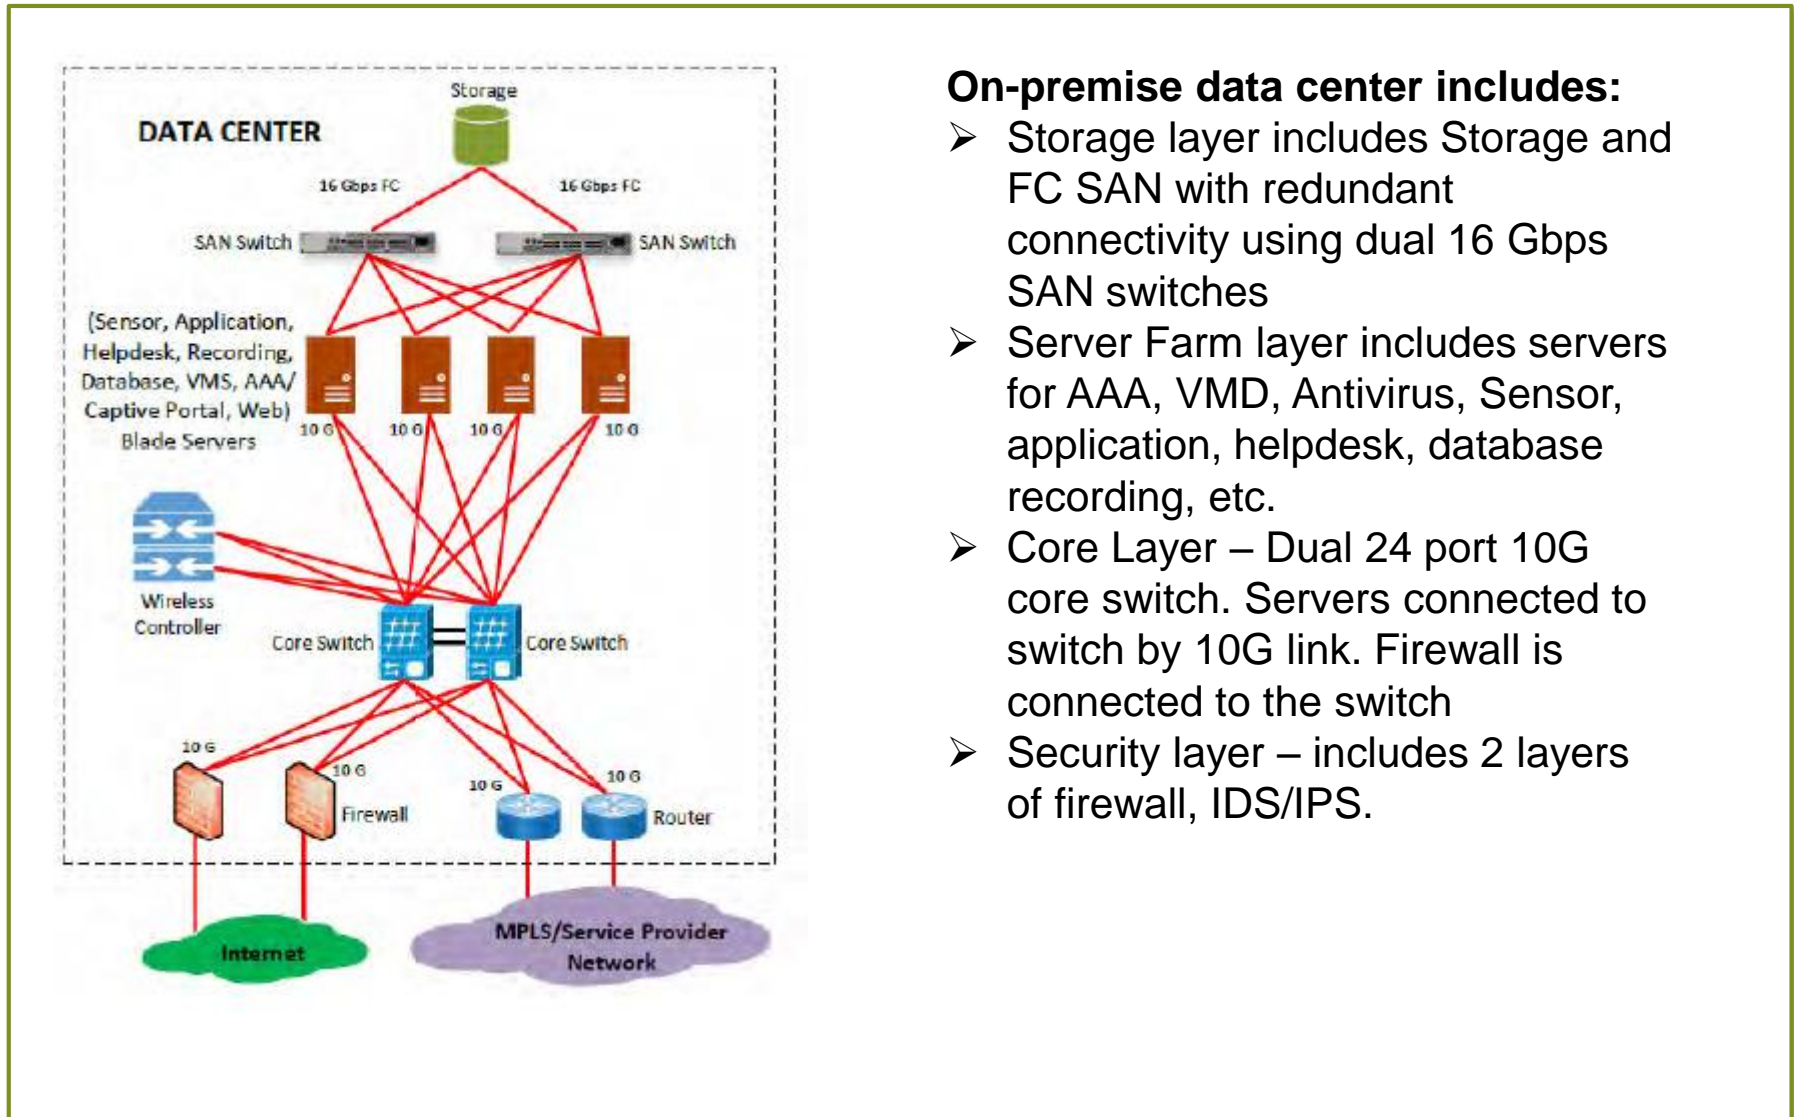 Storage
DATA CENTER
16 Gbps FC
16 Gbps FC
SAN Switch
SAN Switch
(Sensor, Application,
Helpdesk, Recording,
Database, VMS, AAA/
Captive Portal, Web)
Blade Servers
10 G
10 G
10 G
10 G
Wireless
Controller
Core Switch
Core Switch
10 G
10 G
10 G
10 G
Firewall
Router
Internet
MPLS/Service Provider
Network
On-premise data center includes:
➢ Storage layer includes Storage and
FC SAN with redundant
connectivity using dual 16 Gbps
SAN switches
➢ Server Farm layer includes servers
for AAA, VMD, Antivirus, Sensor,
application, helpdesk, database
recording, etc.
➢ Core Layer – Dual 24 port 10G
core switch. Servers connected to
switch by 10G link. Firewall is
connected to the switch
➢ Security layer – includes 2 layers
of firewall, IDS/IPS.